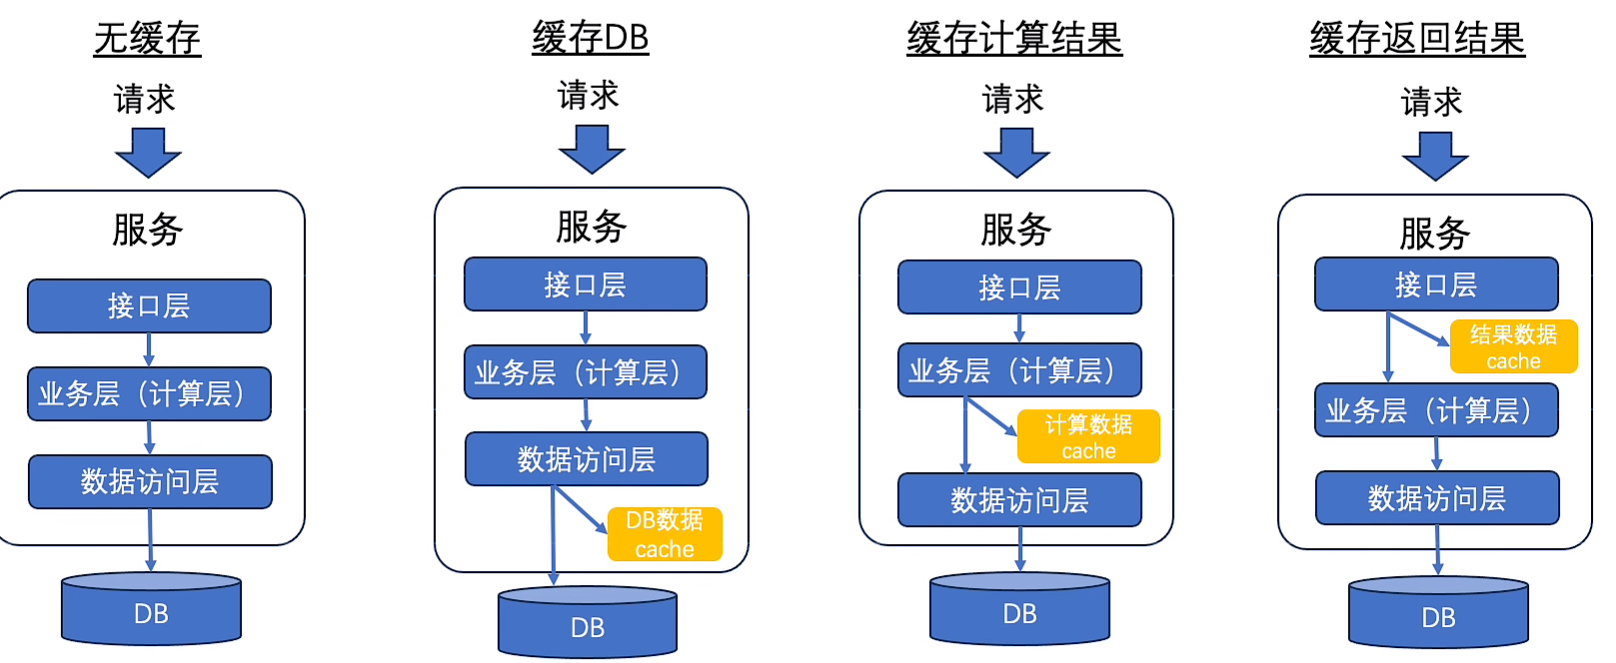 无缓存
请求
服务
接口层
业务层（计算层）
数据访问层
DB
缓存DB
请求
服务
接口层
业务层（计算层）
数据访问层
DB数据
cache
DB
缓存计算结果
请求
服务
接口层
业务层（计算层）
计算数据
cache
数据访问层
DB
缓存返回结果
请求
服务
接口层
结果数据
cache
业务层（计算层）
数据访问层
DB